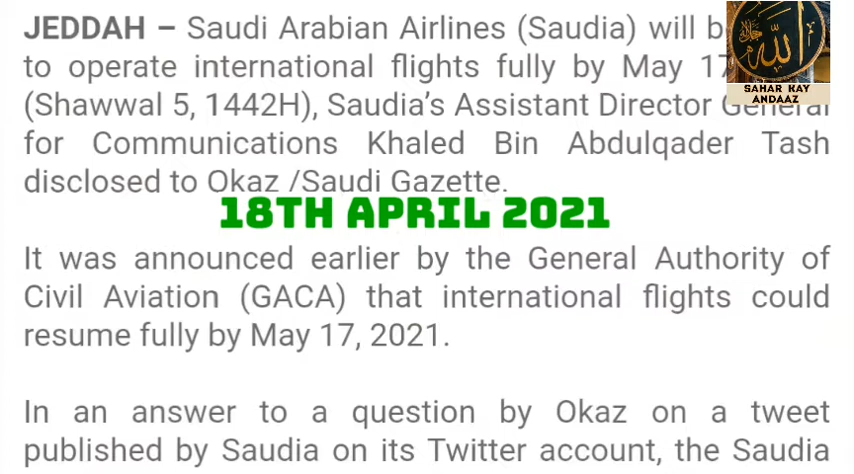 JEDDAH – Saudi Arabian Airlines (Saudia) will
to operate international flights fully by May 17
(Shawwal 5, 1442H), Saudia's Assistant Director General
for Communications Khaled Bin Abdulqader Tash
disclosed to Okaz /Saudi Gazette.
18TH APRIL 2021
It was announced earlier by the General Authority of
Civil Aviation (GACA) that international flights could
resume fully by May 17, 2021.
In an answer to a question by Okaz on a tweet
published by Saudia on its Twitter account, the Saudia
الله
SAHAR KAY
ANDAAZ